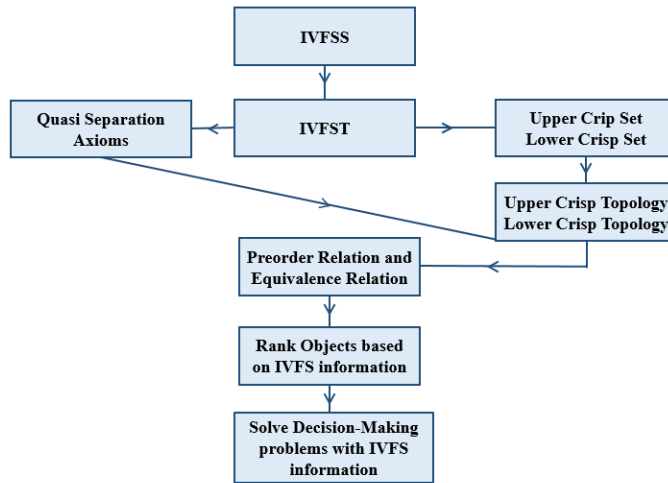 IVFSS
Quasi Separation
Axioms
IVFST
Upper Crip Set
Lower Crisp Set
Upper Crisp Topology
Lower Crisp Topology
Preorder Relation and
Equivalence Relation
Rank Objects based
on IVFS information
Solve Decision-Making
problems with IVFS
information